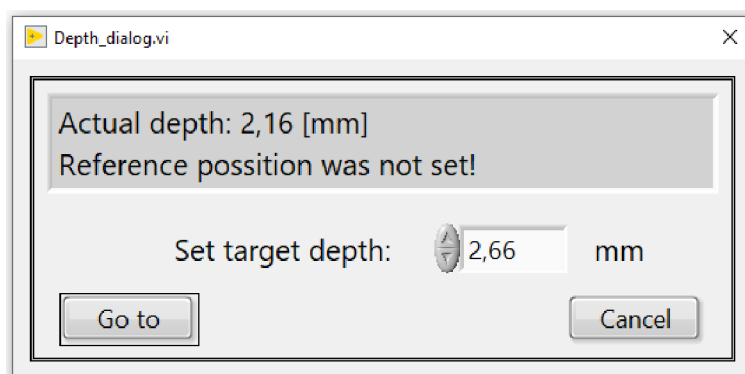 Depth_dialog.vi
Actual depth: 2,16 [mm]
Reference possition was not set!
Set target depth: 2,66 mm
Go to Cancel